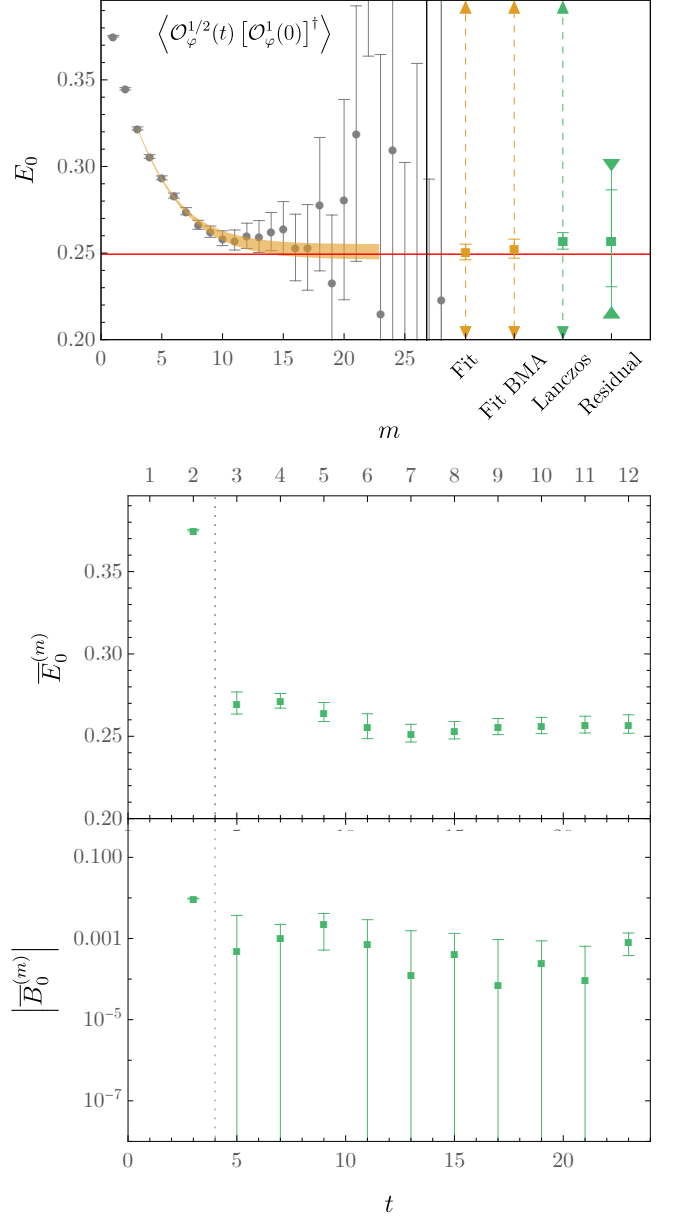 ⟨𝒪_φ^{1/2}(t) [𝒪_φ^1(0)]^†⟩
E_0
0.35
0.30
0.25
0.20
0 5 10 15 20 25
Fit
Fit BMA
Lanczos
Residual
m
1 2 3 4 5 6 7 8 9 10 11 12
0.35
0.30
0.25
0.20
E̅_0^{(m)}
0.100
0.001
10^{−5}
10^{−7}
|B̅_0^{(m)}|
0 5 10 15 20
t